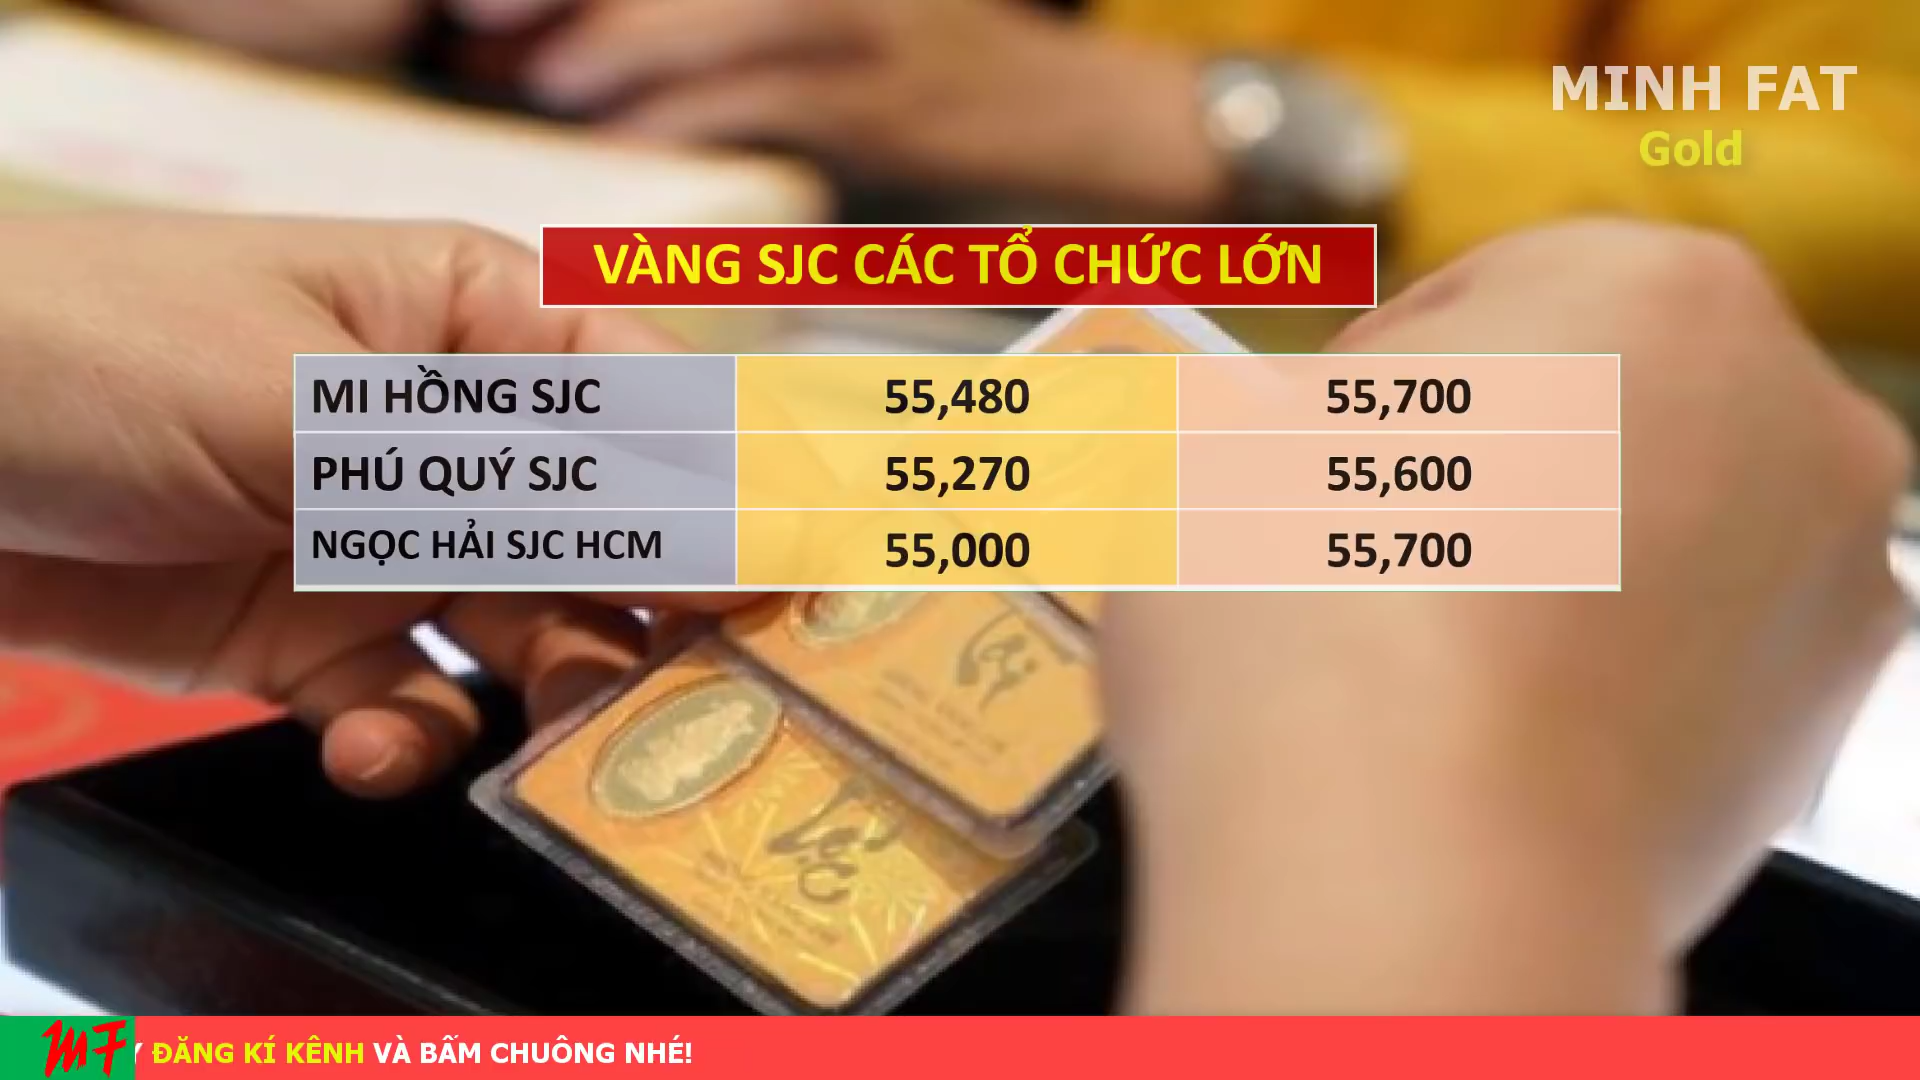 MINH FAT
Gold
VÀNG SJC CÁC TỔ CHỨC LỚN
MI HỒNG SJC 55,480 55,700
PHÚ QUÝ SJC 55,270 55,600
NGỌC HẢI SJC HCM 55,000 55,700
MF ĐĂNG KÍ KÊNH VÀ BẤM CHUÔNG NHÉ!